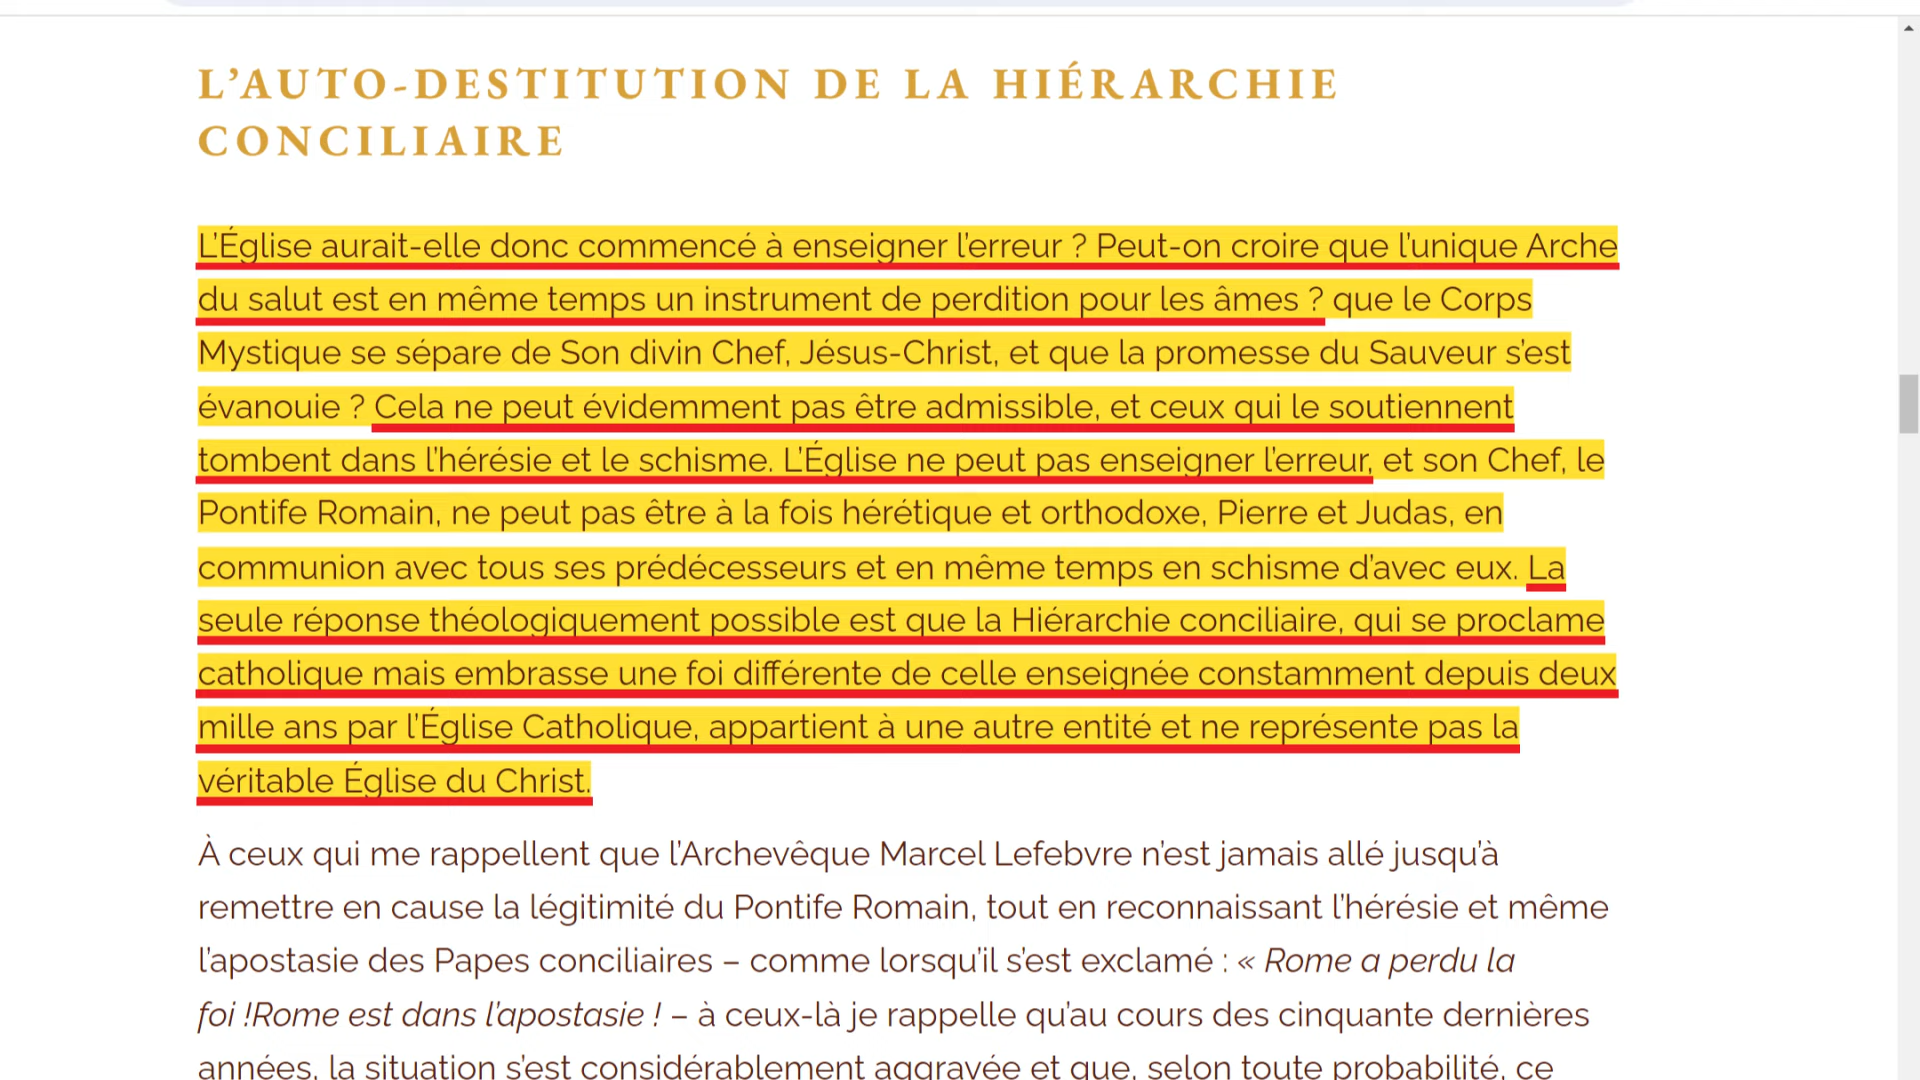 L’AUTO-DESTITUTION DE LA HIÉRARCHIE
CONCILIAIRE
L’Église aurait-elle donc commencé à enseigner l’erreur ? Peut-on croire que l’unique Arche
du salut est en même temps un instrument de perdition pour les âmes ? que le Corps
Mystique se sépare de Son divin Chef, Jésus-Christ, et que la promesse du Sauveur s’est
évanouie ? Cela ne peut évidemment pas être admissible, et ceux qui le soutiennent
tombent dans l’hérésie et le schisme. L’Église ne peut pas enseigner l’erreur, et son Chef, le
Pontife Romain, ne peut pas être à la fois hérétique et orthodoxe, Pierre et Judas, en
communion avec tous ses prédécesseurs et en même temps en schisme d’avec eux. La
seule réponse théologiquement possible est que la Hiérarchie conciliaire, qui se proclame
catholique mais embrasse une foi différente de celle enseignée constamment depuis deux
mille ans par l’Église Catholique, appartient à une autre entité et ne représente pas la
véritable Église du Christ.
À ceux qui me rappellent que l’Archevêque Marcel Lefebvre n’est jamais allé jusqu’à
remettre en cause la légitimité du Pontife Romain, tout en reconnaissant l’hérésie et même
l’apostasie des Papes conciliaires – comme lorsqu’il s’est exclamé : « Rome a perdu la
foi !Rome est dans l’apostasie ! – à ceux-là je rappelle qu’au cours des cinquante dernières
années, la situation s’est considérablement aggravée et que, selon toute probabilité, ce